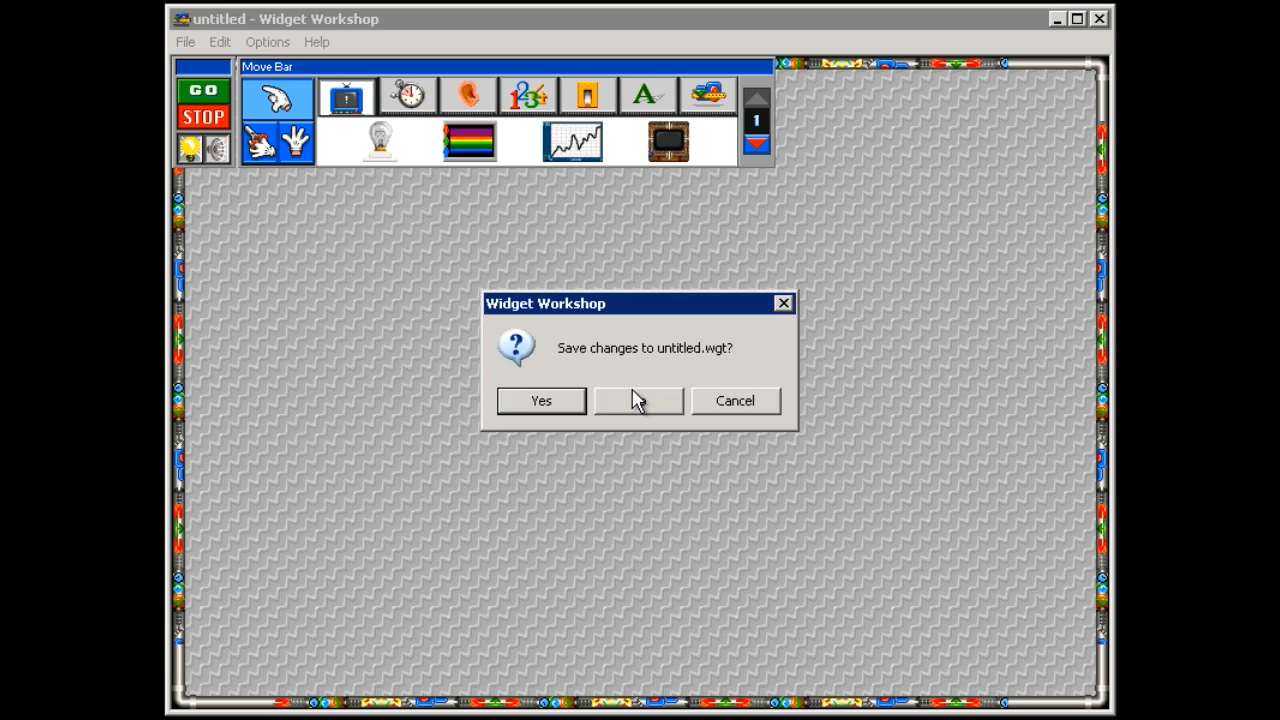 untitled - Widget Workshop
File Edit Options Help
Move Bar
GO
STOP
1234
A
1
Widget Workshop
Save changes to untitled.wgt?
Yes
Cancel